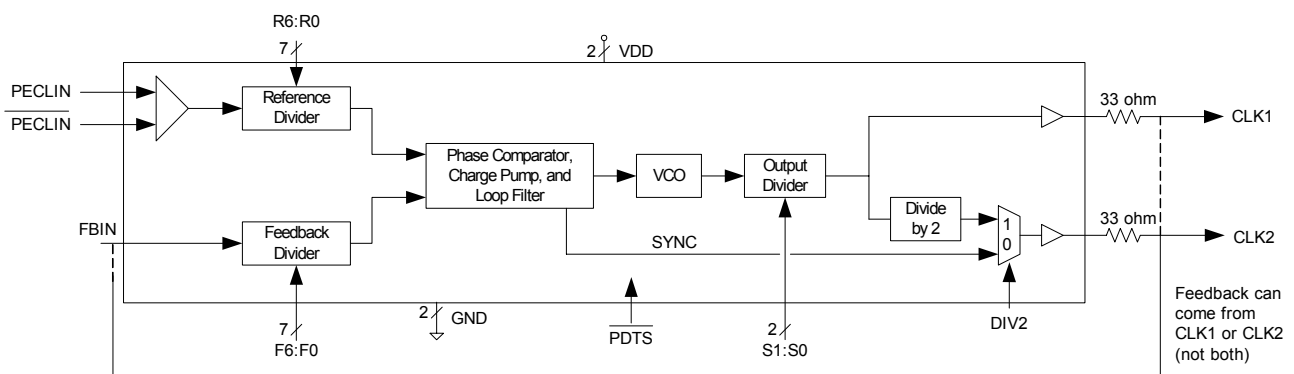 R6:R0
7
2 VDD
PECLIN
PECLIN
Reference
Divider
33 ohm
CLK1
Phase Comparator,
Charge Pump, and
Loop Filter
VCO
Output
Divider
Divide
by 2
1
0
33 ohm
CLK2
FBIN
Feedback
Divider
SYNC
2 GND
PDTS
7
F6:F0
2
S1:S0
DIV2
Feedback can
come from
CLK1 or CLK2
(not both)